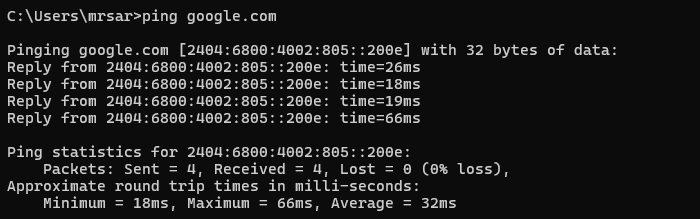 C:\Users\mrsar>ping google.com
Pinging google.com [2404:6800:4002:805::200e] with 32 bytes of data:
Reply from 2404:6800:4002:805::200e: time=26ms
Reply from 2404:6800:4002:805::200e: time=18ms
Reply from 2404:6800:4002:805::200e: time=19ms
Reply from 2404:6800:4002:805::200e: time=66ms
Ping statistics for 2404:6800:4002:805::200e:
    Packets: Sent = 4, Received = 4, Lost = 0 (0% loss),
Approximate round trip times in milli-seconds:
    Minimum = 18ms, Maximum = 66ms, Average = 32ms